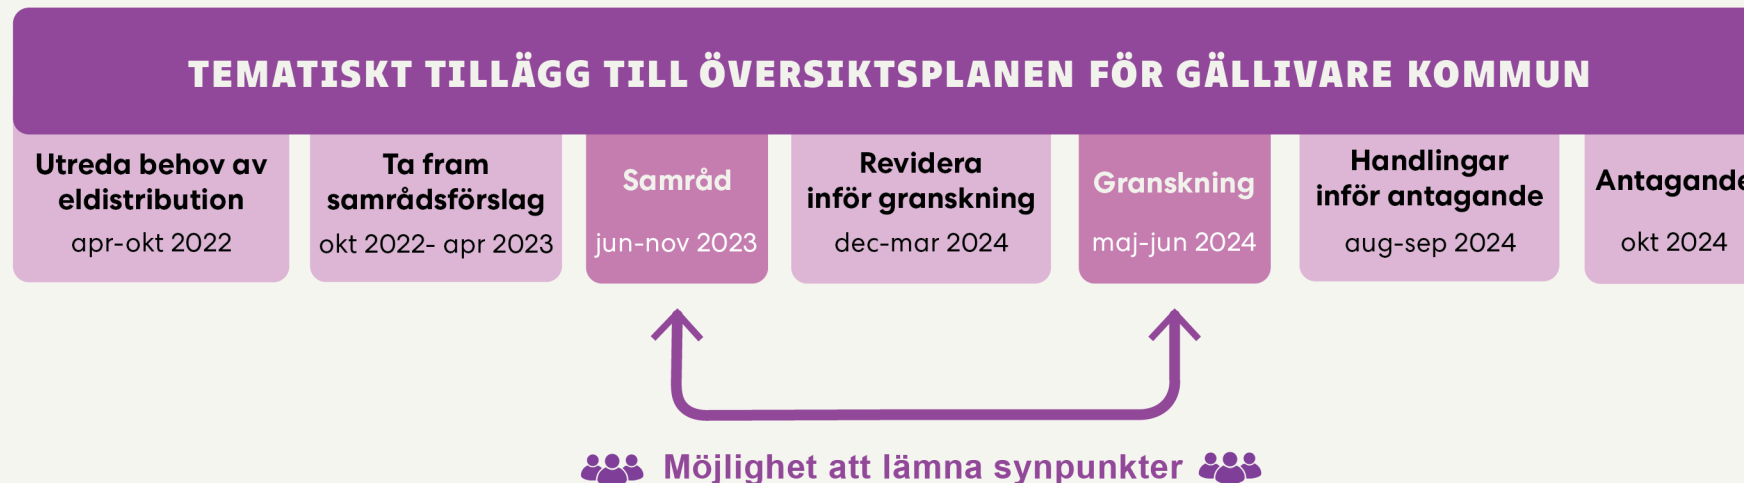 TEMATISKT TILLÄGG TILL ÖVERSIKTSPLANEN FÖR GÄLLIVARE KOMMUN
Utreda behov av
eldistribution
apr-okt 2022
Ta fram
samrådsförslag
okt 2022- apr 2023
Samråd
jun-nov 2023
Revidera
inför granskning
dec-mar 2024
Granskning
maj-jun 2024
Handlingar
inför antagande
aug-sep 2024
Antagande
okt 2024
Möjlighet att lämna synpunkter